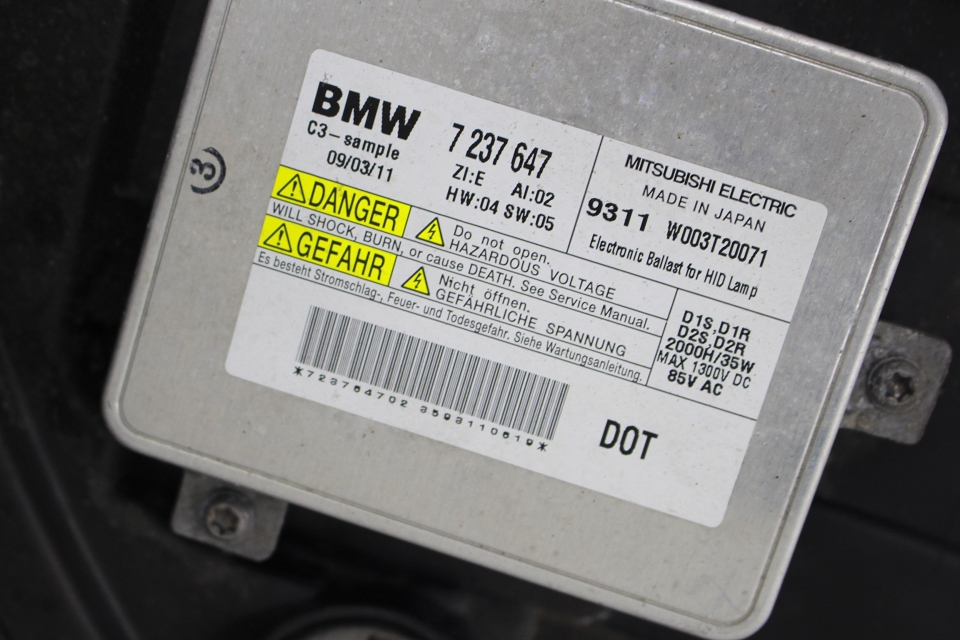 BMW 7 237 647
C3-sample
09/03/11
ZI:E AI:02
HW:04 SW:05
MITSUBISHI ELECTRIC
MADE IN JAPAN
9311 W003T20071
Electronic Ballast for HID Lamp
DANGER
Do not open.
HAZARDOUS VOLTAGE
WILL SHOCK, BURN, or cause DEATH. See Service Manual.
GEFAHR
Nicht öffnen.
GEFÄHRLICHE SPANNUNG
Es besteht Stromschlag-, Feuer- und Todesgefahr. Siehe Wartungsanleitung.
D1S,D1R
D2S,D2R
2000H/35W
MAX 1300V DC
85V AC
*723764702 3593110619*
DOT
3